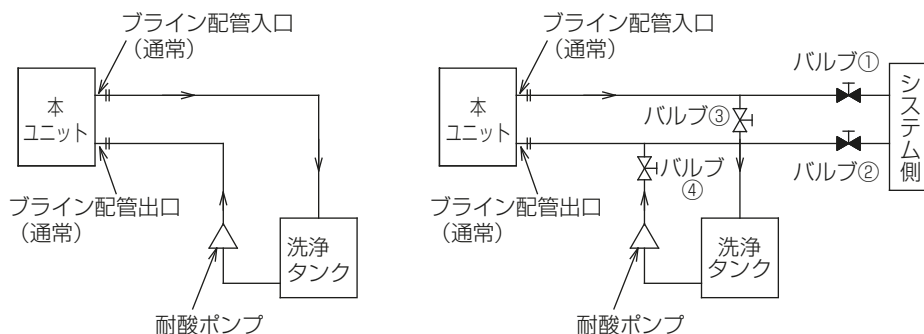 ブライン配管入口
（通常）
本
ユニット
ブライン配管出口
（通常）
洗浄
タンク
耐酸ポンプ
ブライン配管入口
（通常）
バルブ①
本
ユニット
バルブ③
システム側
バルブ
④
バルブ②
ブライン配管出口
（通常）
洗浄
タンク
耐酸ポンプ